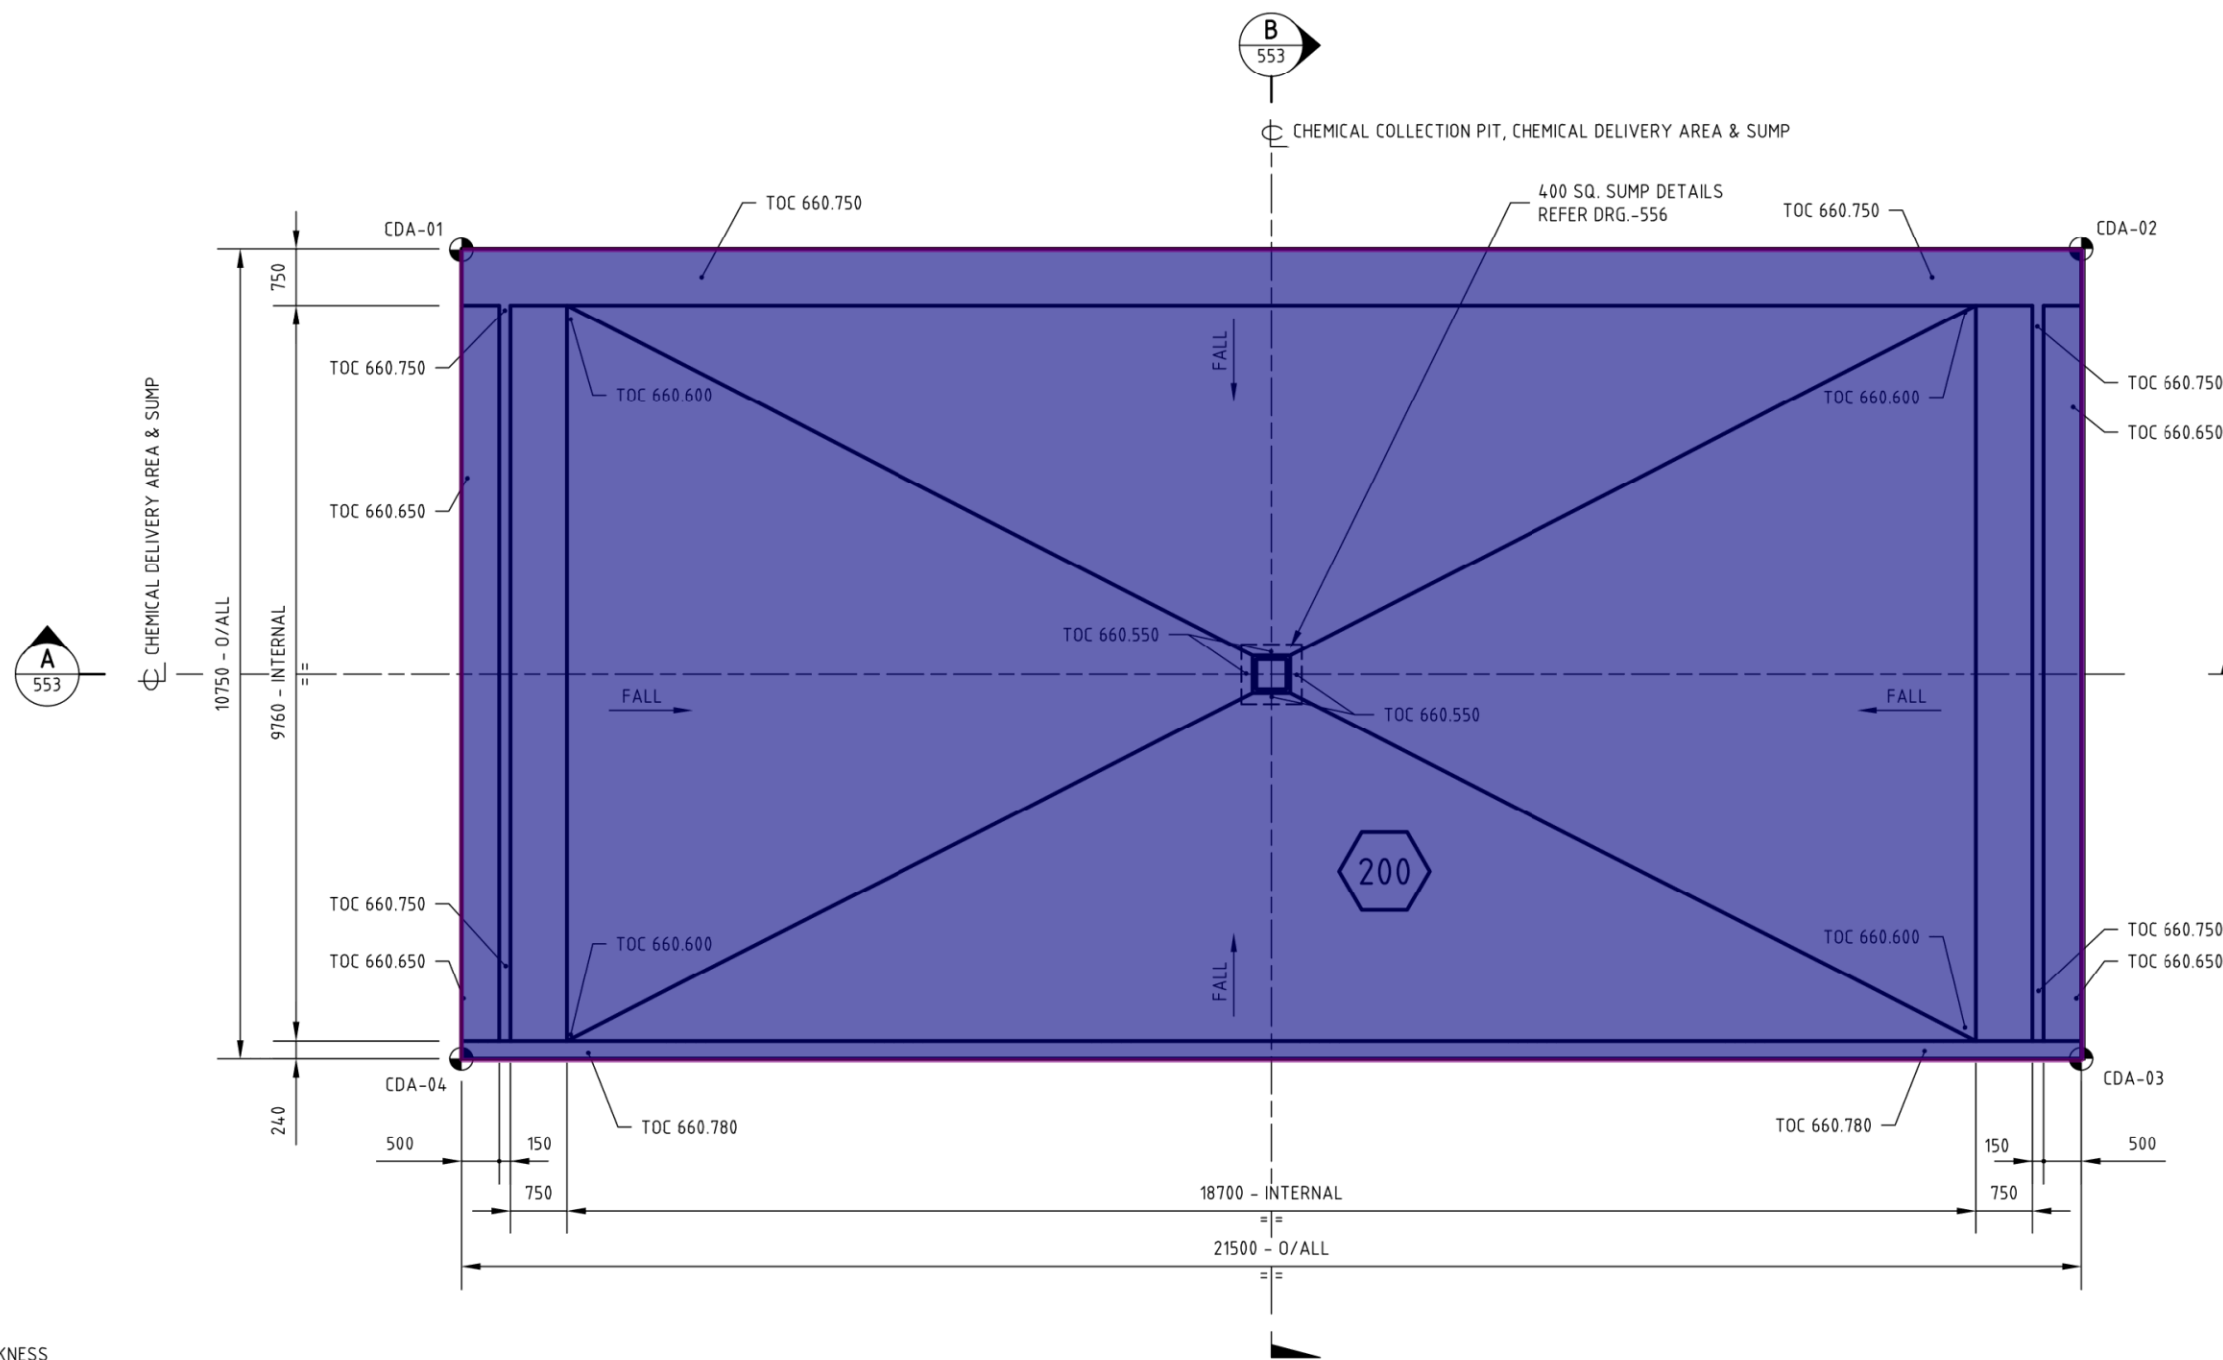 B
553
℄ CHEMICAL COLLECTION PIT, CHEMICAL DELIVERY AREA & SUMP
400 SQ. SUMP DETAILS
REFER DRG.-556
TOC 660.750
TOC 660.750
CDA-01
CDA-02
750
TOC 660.750
TOC 660.600
FALL
TOC 660.600
TOC 660.750
TOC 660.650
℄ CHEMICAL DELIVERY AREA & SUMP
TOC 660.650
10750 - O/ALL
9760 - INTERNAL
=
A
553
TOC 660.550
FALL
TOC 660.550
FALL
200
TOC 660.750
TOC 660.600
TOC 660.600
TOC 660.750
TOC 660.650
FALL
TOC 660.650
CDA-04
CDA-03
240
TOC 660.780
TOC 660.780
500
150
150
500
750
18700 - INTERNAL
750
= =
21500 - O/ALL
= =
KNESS